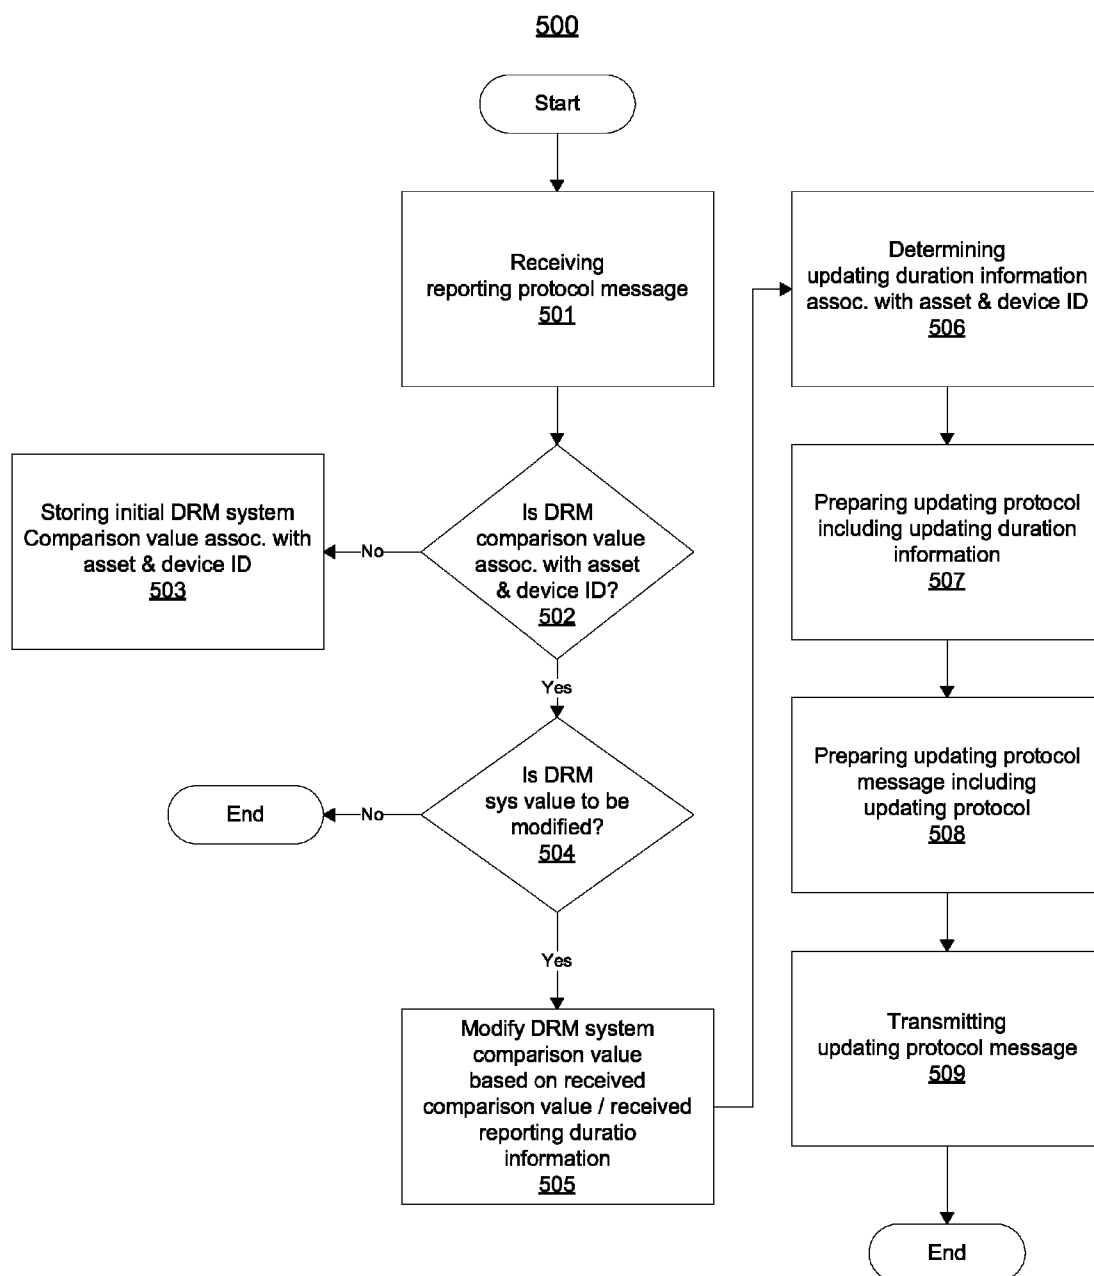 500
Start
Receiving
reporting protocol message
501
Is DRM
comparison value
assoc. with asset
& device ID?
502
No
Storing initial DRM system
Comparison value assoc. with
asset & device ID
503
Yes
Is DRM
sys value to be
modified?
504
No
End
Yes
Modify DRM system
comparison value
based on received
comparison value / received
reporting duratio
information
505
Determining
updating duration information
assoc. with asset & device ID
506
Preparing updating protocol
including updating duration
information
507
Preparing updating protocol
message including
updating protocol
508
Transmitting
updating protocol message
509
End